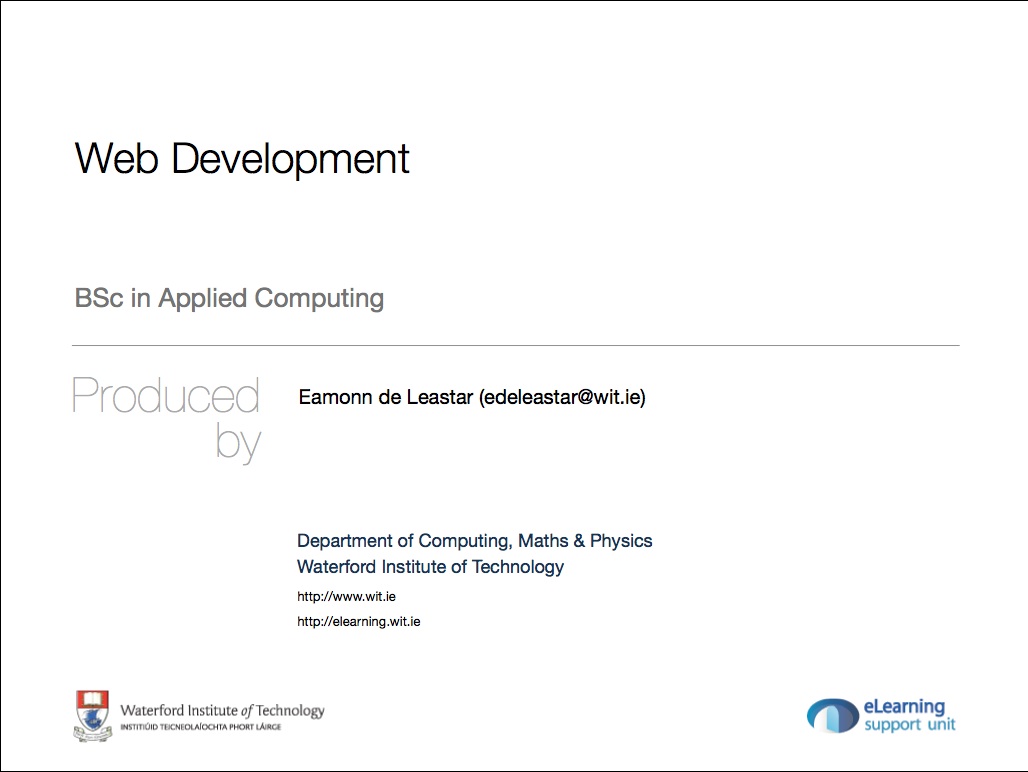 Web Development
BSc in Applied Computing
Produced
by
Eamonn de Leastar (edeleastar@wit.ie)
Department of Computing, Maths & Physics
Waterford Institute of Technology
http://www.wit.ie
http://elearning.wit.ie
Waterford Institute of Technology
INSTITIÚID TEICNEOLAÍOCHTA PHORT LÁIRGE
eLearning
support unit